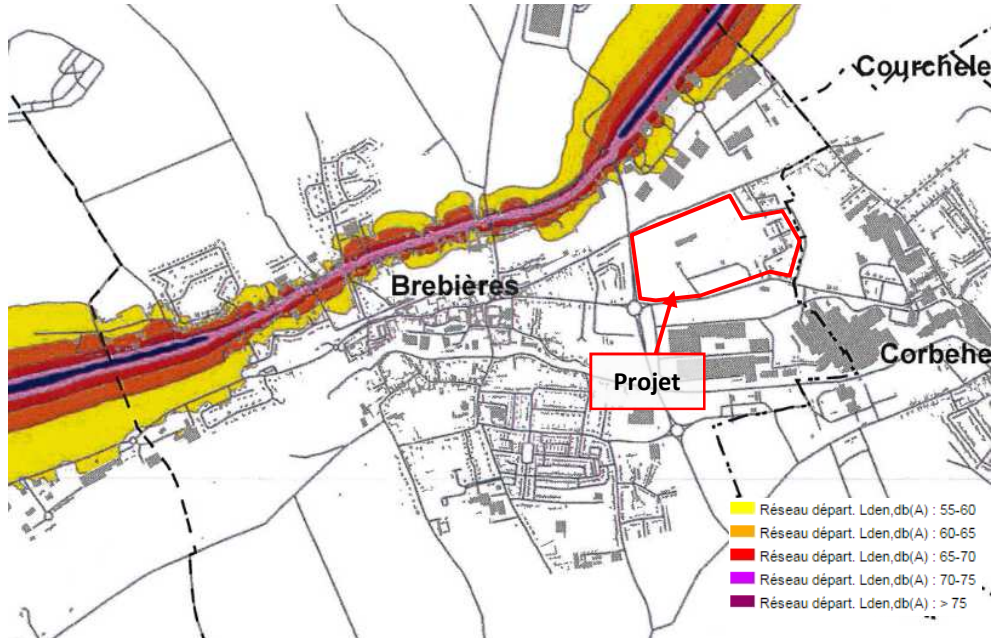 Courchele
Brebières
Corbehe
Projet
Réseau départ. Lden,db(A) : 55-60
Réseau départ. Lden,db(A) : 60-65
Réseau départ. Lden,db(A) : 65-70
Réseau départ. Lden,db(A) : 70-75
Réseau départ. Lden,db(A) : > 75